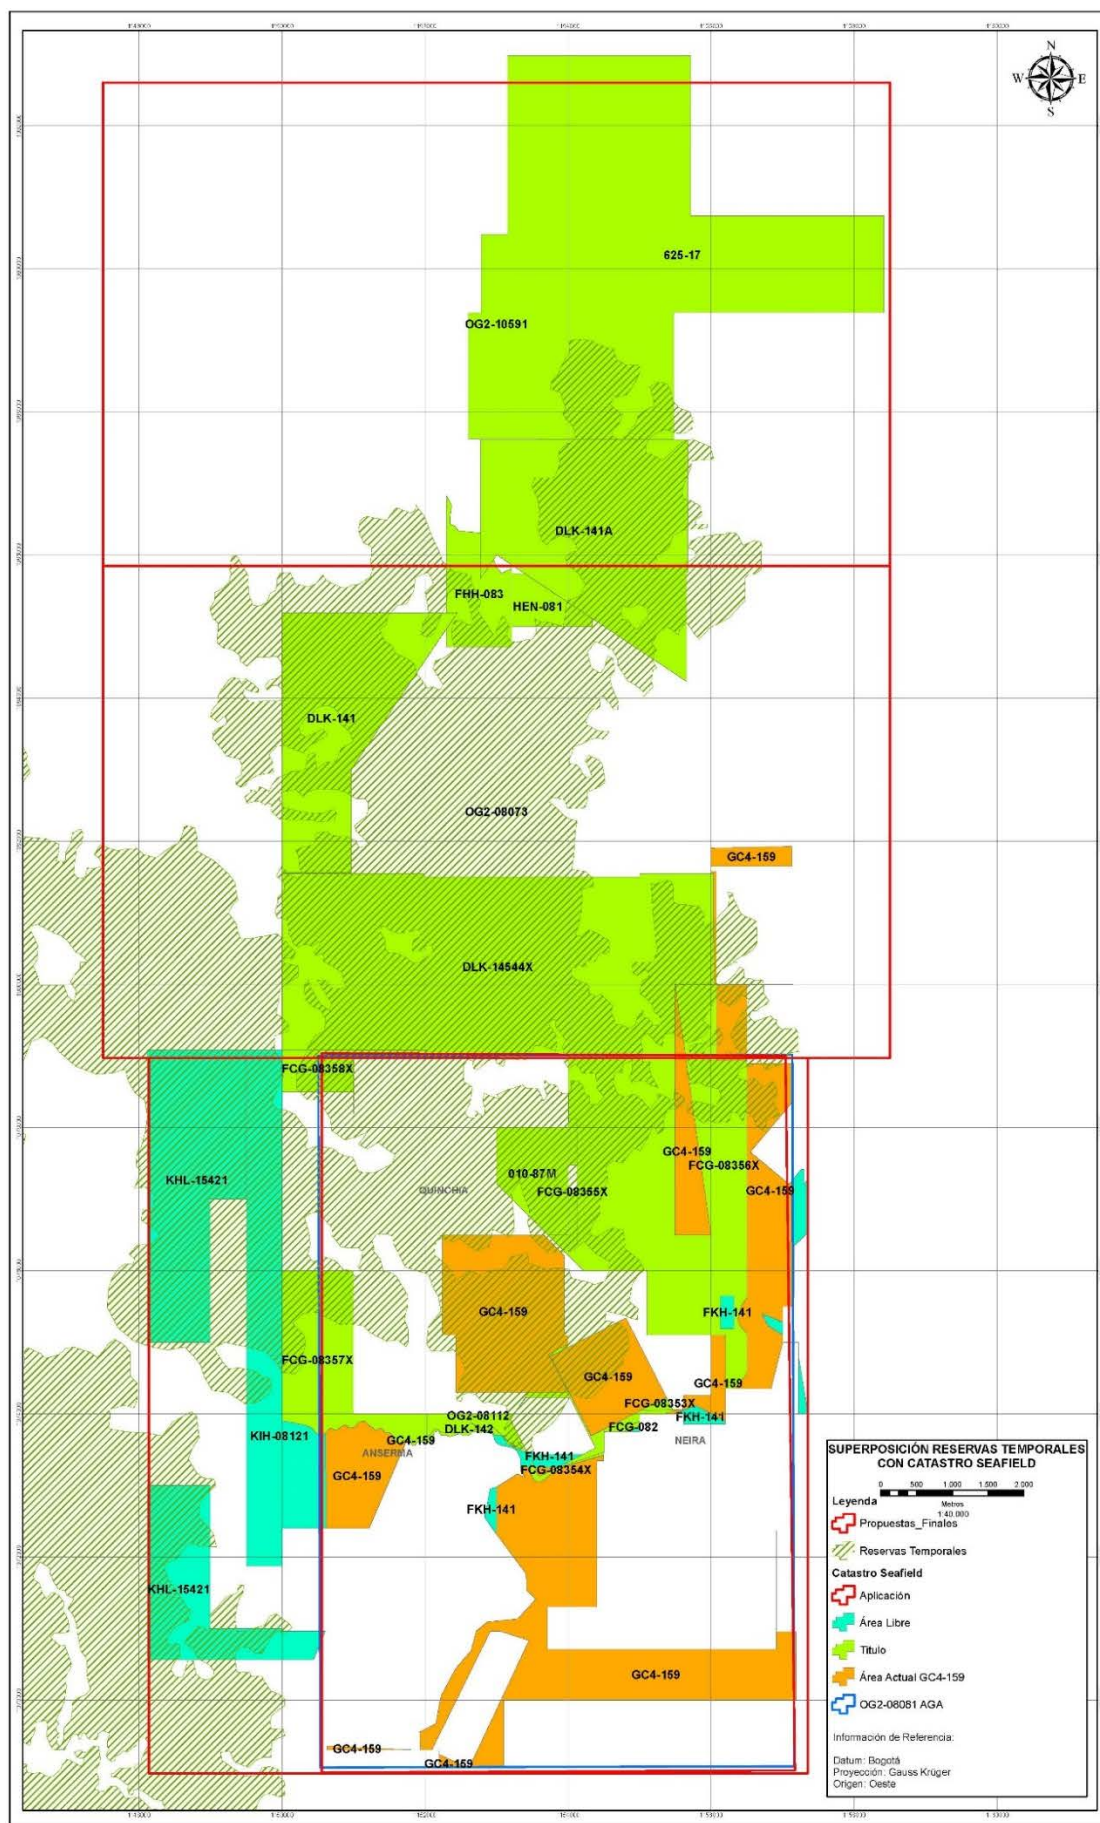 N
W E
S
625-17
OG2-10591
DLK-141A
FHH-083
HEN-081
DLK-141
OG2-08073
GC4-159
DLK-14544X
FCG-08358X
GC4-159
FCG-08356X
010-87M
KHL-15421
QUINCHIA
FCG-08355X
GC4-159
GC4-159
FKH-141
FCG-08357X
GC4-159
GC4-159
FCG-08353X
OG2-08112
FKH-141
DLK-142
FCG-082
KIH-08121
GC4-159
NEIRA
ANSERMA
FKH-141
FCG-08354X
GC4-159
FKH-141
KHL-15421
GC4-159
GC4-159
GC4-159
SUPERPOSICIÓN RESERVAS TEMPORALES
CON CATASTRO SEAFIELD
0 500 1.000 1.500 2.000
Metros
1:40.000
Leyenda
Propuestas_Finales
Reservas Temporales
Catastro Seafield
Aplicación
Área Libre
Titulo
Área Actual GC4-159
OG2-08081 AGA
Información de Referencia:
Datum: Bogotá
Proyección: Gauss Krüger
Origen: Oeste